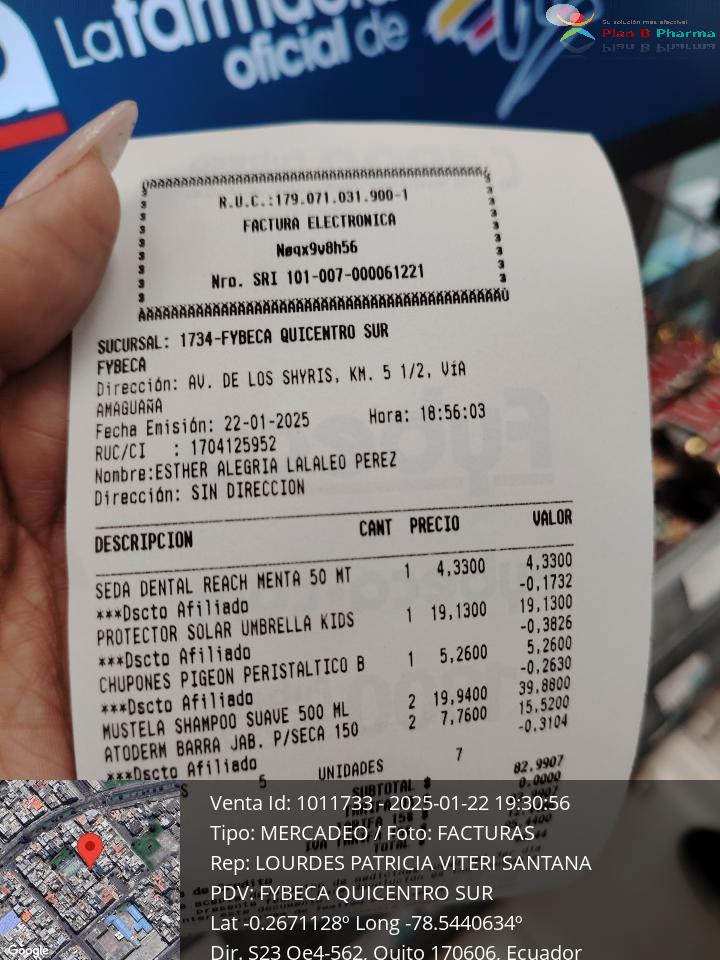 La farmacia
oficial de
Su solución más efectiva!
Plan B Pharma
R.U.C.:179.071.031.900-1
FACTURA ELECTRONICA
Nøqx9v8h56
Nro. SRI 101-007-000061221
SUCURSAL: 1734-FYBECA QUICENTRO SUR
FYBECA
Dirección: AV. DE LOS SHYRIS, KM. 5 1/2, VíA
AMAGUAñA
Fecha Emisión: 22-01-2025 Hora: 18:56:03
RUC/CI : 1704125952
Nombre:ESTHER ALEGRIA LALALEO PEREZ
Dirección: SIN DIRECCION
DESCRIPCION CANT PRECIO VALOR
SEDA DENTAL REACH MENTA 50 MT 1 4,3300 4,3300
***Dscto Afiliado -0,1732
PROTECTOR SOLAR UMBRELLA KIDS 1 19,1300 19,1300
***Dscto Afiliado -0,3826
CHUPONES PIGEON PERISTALTICO B 1 5,2600 5,2600
***Dscto Afiliado -0,2630
MUSTELA SHAMPOO SUAVE 500 ML 2 19,9400 39,8800
ATODERM BARRA JAB. P/SECA 150 2 7,7600 15,5200
***Dscto Afiliado -0,3104
5 UNIDADES 7
SUBTOTAL $ 82.9907
0.0000
TARIFA 15%
TOTAL $
Venta Id: 1011733 - 2025-01-22 19:30:56
Tipo: MERCADEO / Foto: FACTURAS
Rep: LOURDES PATRICIA VITERI SANTANA
PDV: FYBECA QUICENTRO SUR
Lat -0.2671128º Long -78.5440634º
Dir. S23 Oe4-562, Quito 170606, Ecuador
Google